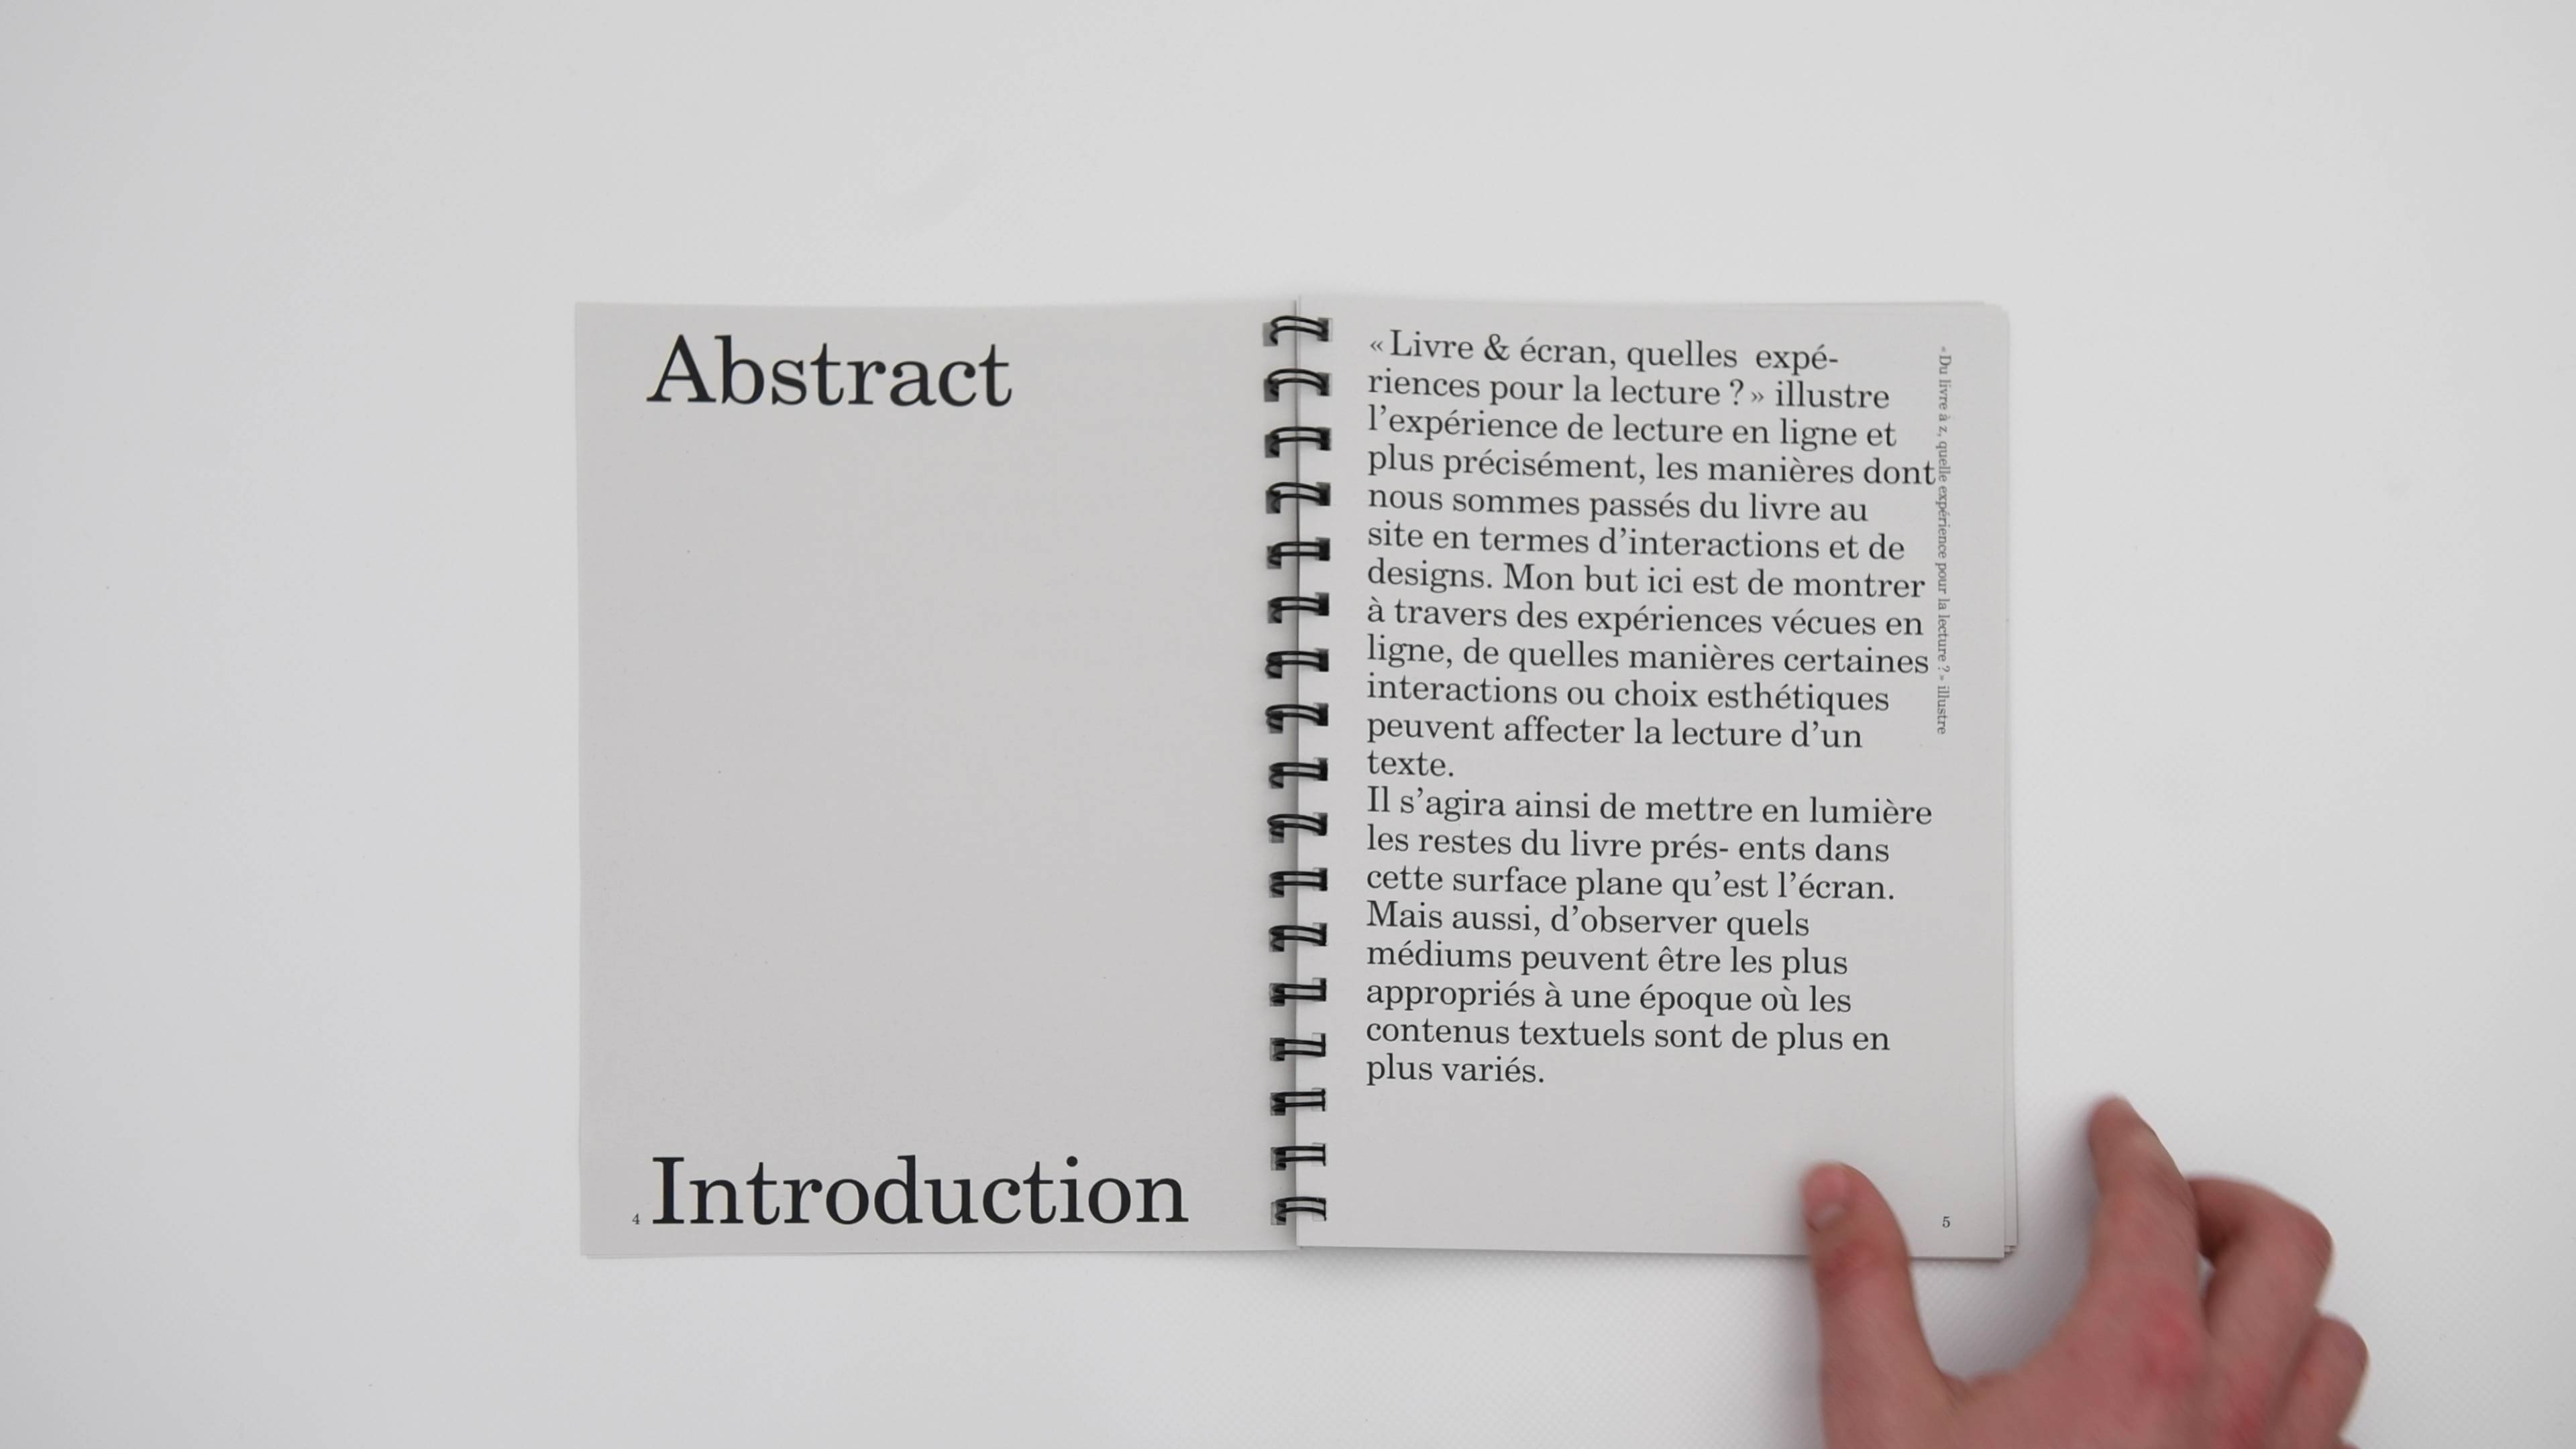 Abstract
Introduction
4
« Livre & écran, quelles expé-
riences pour la lecture ? » illustre
l’expérience de lecture en ligne et
plus précisément, les manières dont
nous sommes passés du livre au
site en termes d’interactions et de
designs. Mon but ici est de montrer
à travers des expériences vécues en
ligne, de quelles manières certaines
interactions ou choix esthétiques
peuvent affecter la lecture d’un
texte.
Il s’agira ainsi de mettre en lumière
les restes du livre prés- ents dans
cette surface plane qu’est l’écran.
Mais aussi, d’observer quels
médiums peuvent être les plus
appropriés à une époque où les
contenus textuels sont de plus en
plus variés.
« Du livre à z, quelle expérience pour la lecture ? » illustre
5